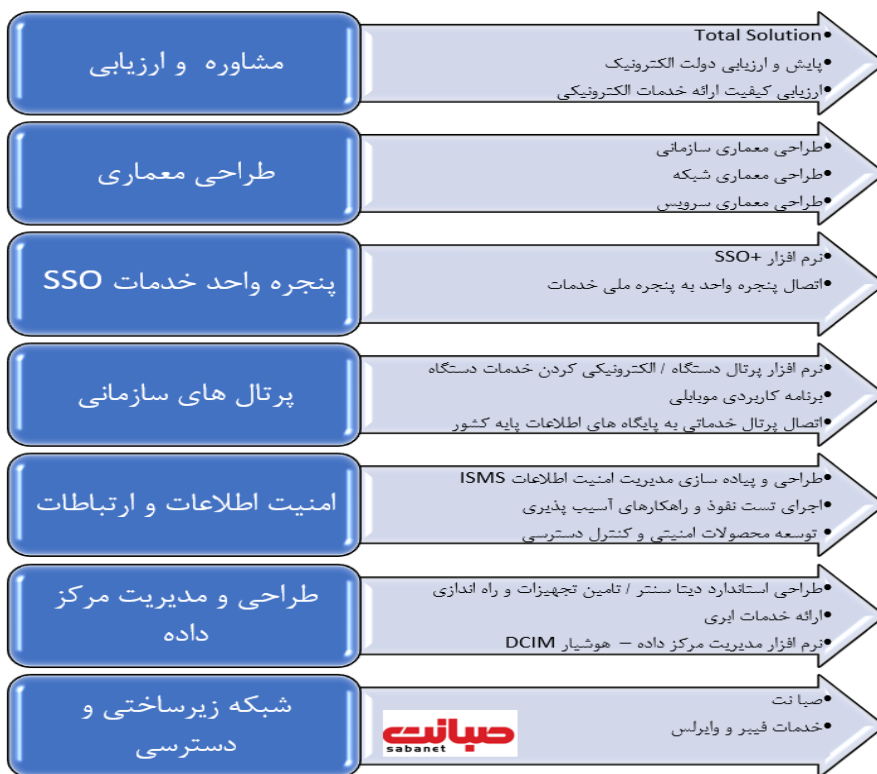 مشاوره و ارزیابی
•Total Solution
•پایش و ارزیابی دولت الکترونیک
•ارزیابی کیفیت ارائه خدمات الکترونیکی
طراحی معماری
•طراحی معماری سازمانی
•طراحی معماری شبکه
•طراحی معماری سرویس
پنجره واحد خدمات SSO
•نرم افزار +SSO
•اتصال پنجره واحد به پنجره ملی خدمات
پرتال های سازمانی
•نرم افزار پرتال دستگاه / الکترونیکی کردن خدمات دستگاه
•برنامه کاربردی موبایلی
•اتصال پرتال خدماتی به پایگاه های اطلاعات پایه کشور
امنیت اطلاعات و ارتباطات
•طراحی و پیاده سازی مدیریت امنیت اطلاعات ISMS
•اجرای تست نفوذ و راهکارهای آسیب پذیری
•توسعه محصولات امنیتی و کنترل دسترسی
طراحی و مدیریت مرکز
داده
•طراحی استاندارد دیتا سنتر / تامین تجهیزات و راه اندازی
•ارائه خدمات ابری
•نرم افزار مدیریت مرکز داده – هوشیار DCIM
شبکه زیرساختی و
دسترسی
•صبا نت
•خدمات فیبر و وایرلس
صبانت
sabanet